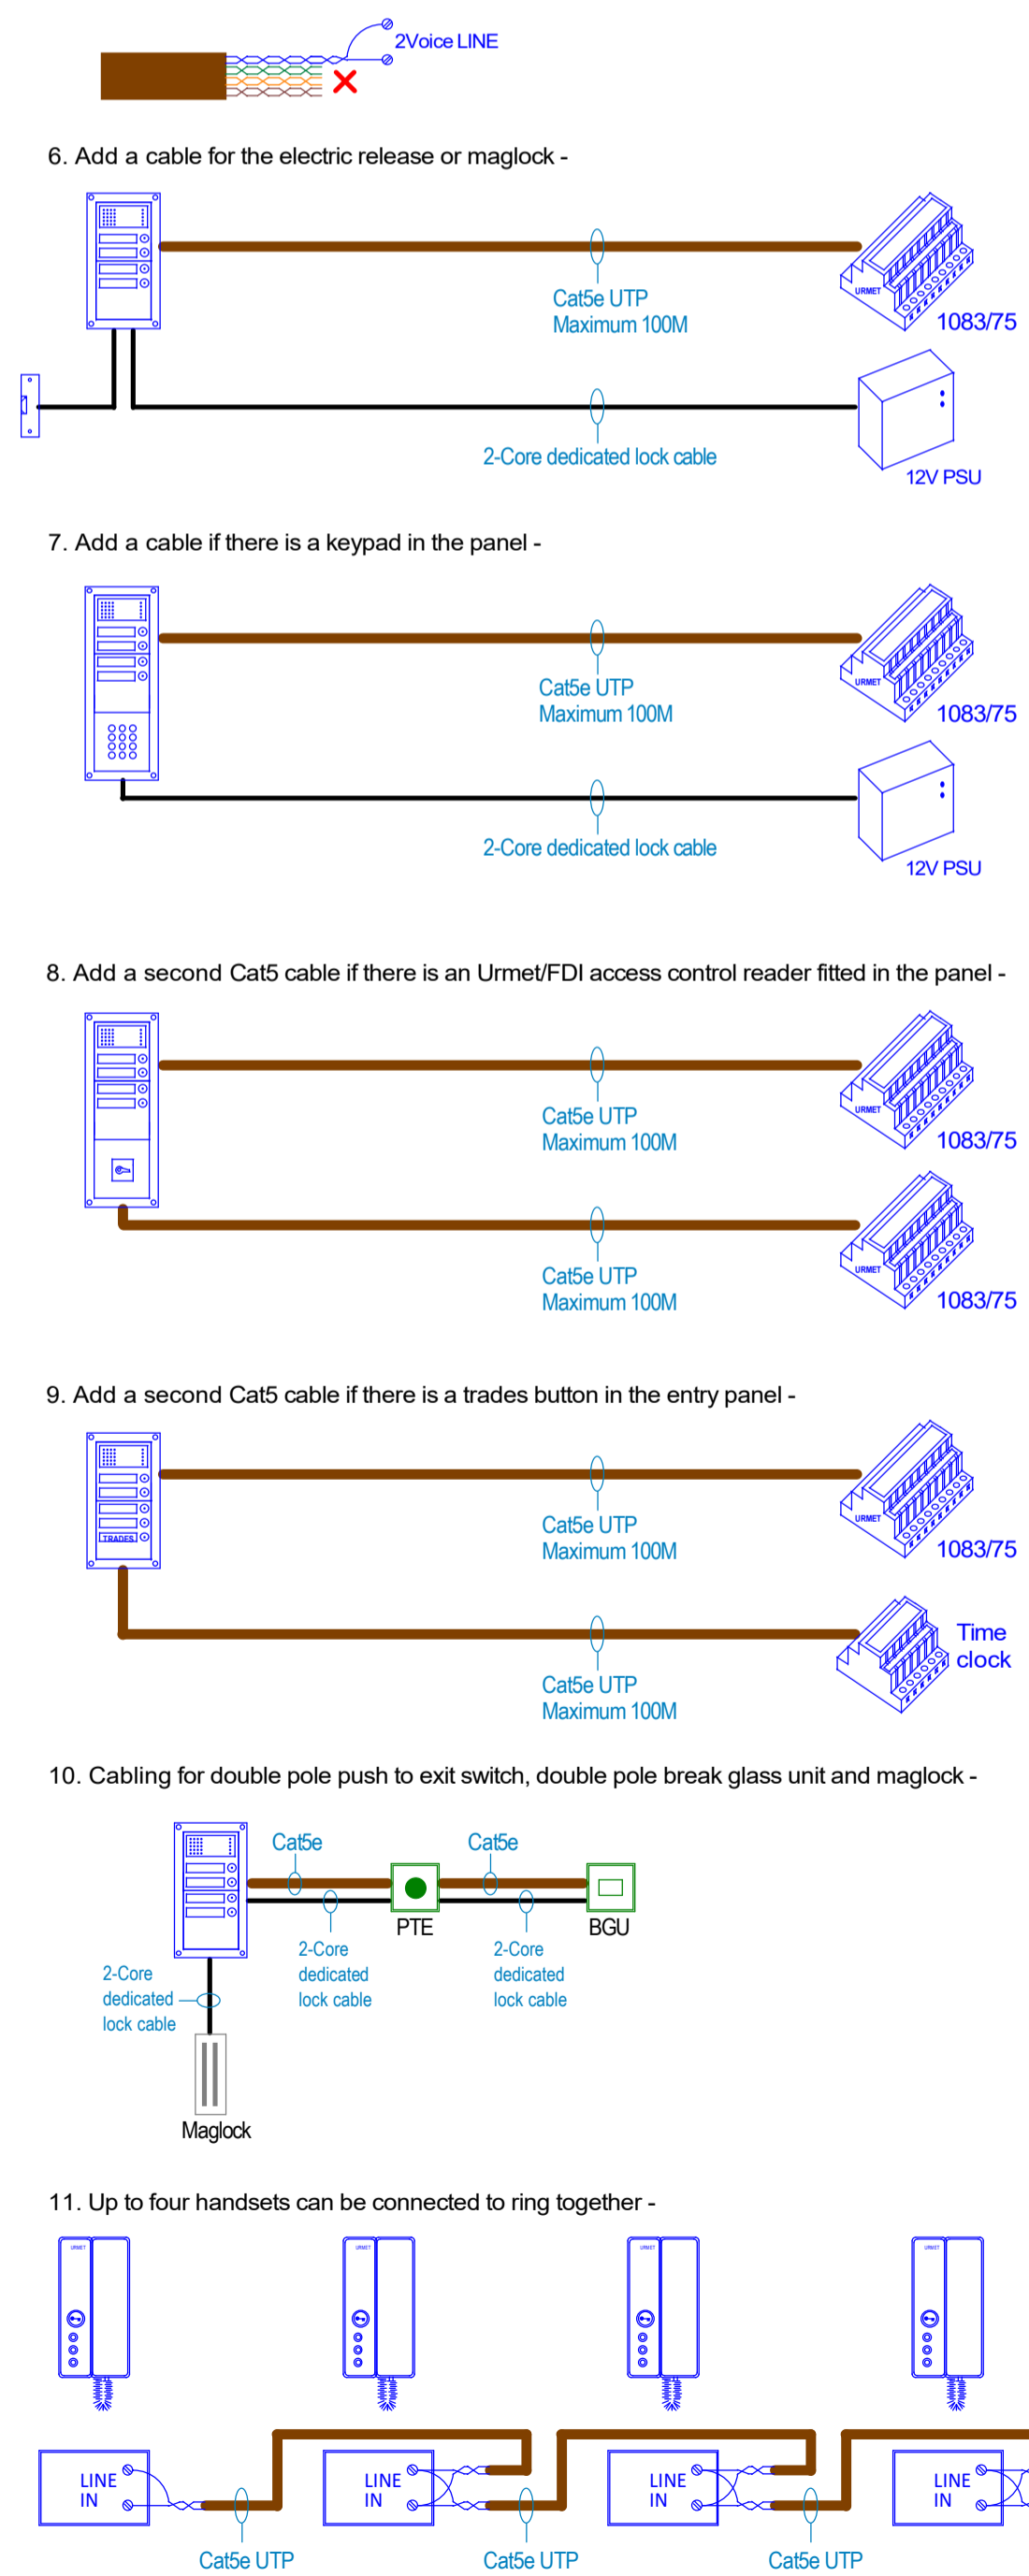 2Voice LINE
6. Add a cable for the electric release or maglock -
Cat5e UTP
Maximum 100M
URMET
1083/75
2-Core dedicated lock cable
12V PSU
7. Add a cable if there is a keypad in the panel -
Cat5e UTP
Maximum 100M
URMET
1083/75
2-Core dedicated lock cable
12V PSU
8. Add a second Cat5 cable if there is an Urmet/FDI access control reader fitted in the panel -
Cat5e UTP
Maximum 100M
URMET
1083/75
Cat5e UTP
Maximum 100M
URMET
1083/75
9. Add a second Cat5 cable if there is a trades button in the entry panel -
TRADES
Cat5e UTP
Maximum 100M
URMET
1083/75
Cat5e UTP
Maximum 100M
Time
clock
10. Cabling for double pole push to exit switch, double pole break glass unit and maglock -
Cat5e
Cat5e
PTE
BGU
2-Core
dedicated
lock cable
2-Core
dedicated
lock cable
2-Core
dedicated
lock cable
Maglock
11. Up to four handsets can be connected to ring together -
URMET
URMET
URMET
URMET
LINE
IN
LINE
IN
LINE
IN
LINE
IN
Cat5e UTP
Cat5e UTP
Cat5e UTP